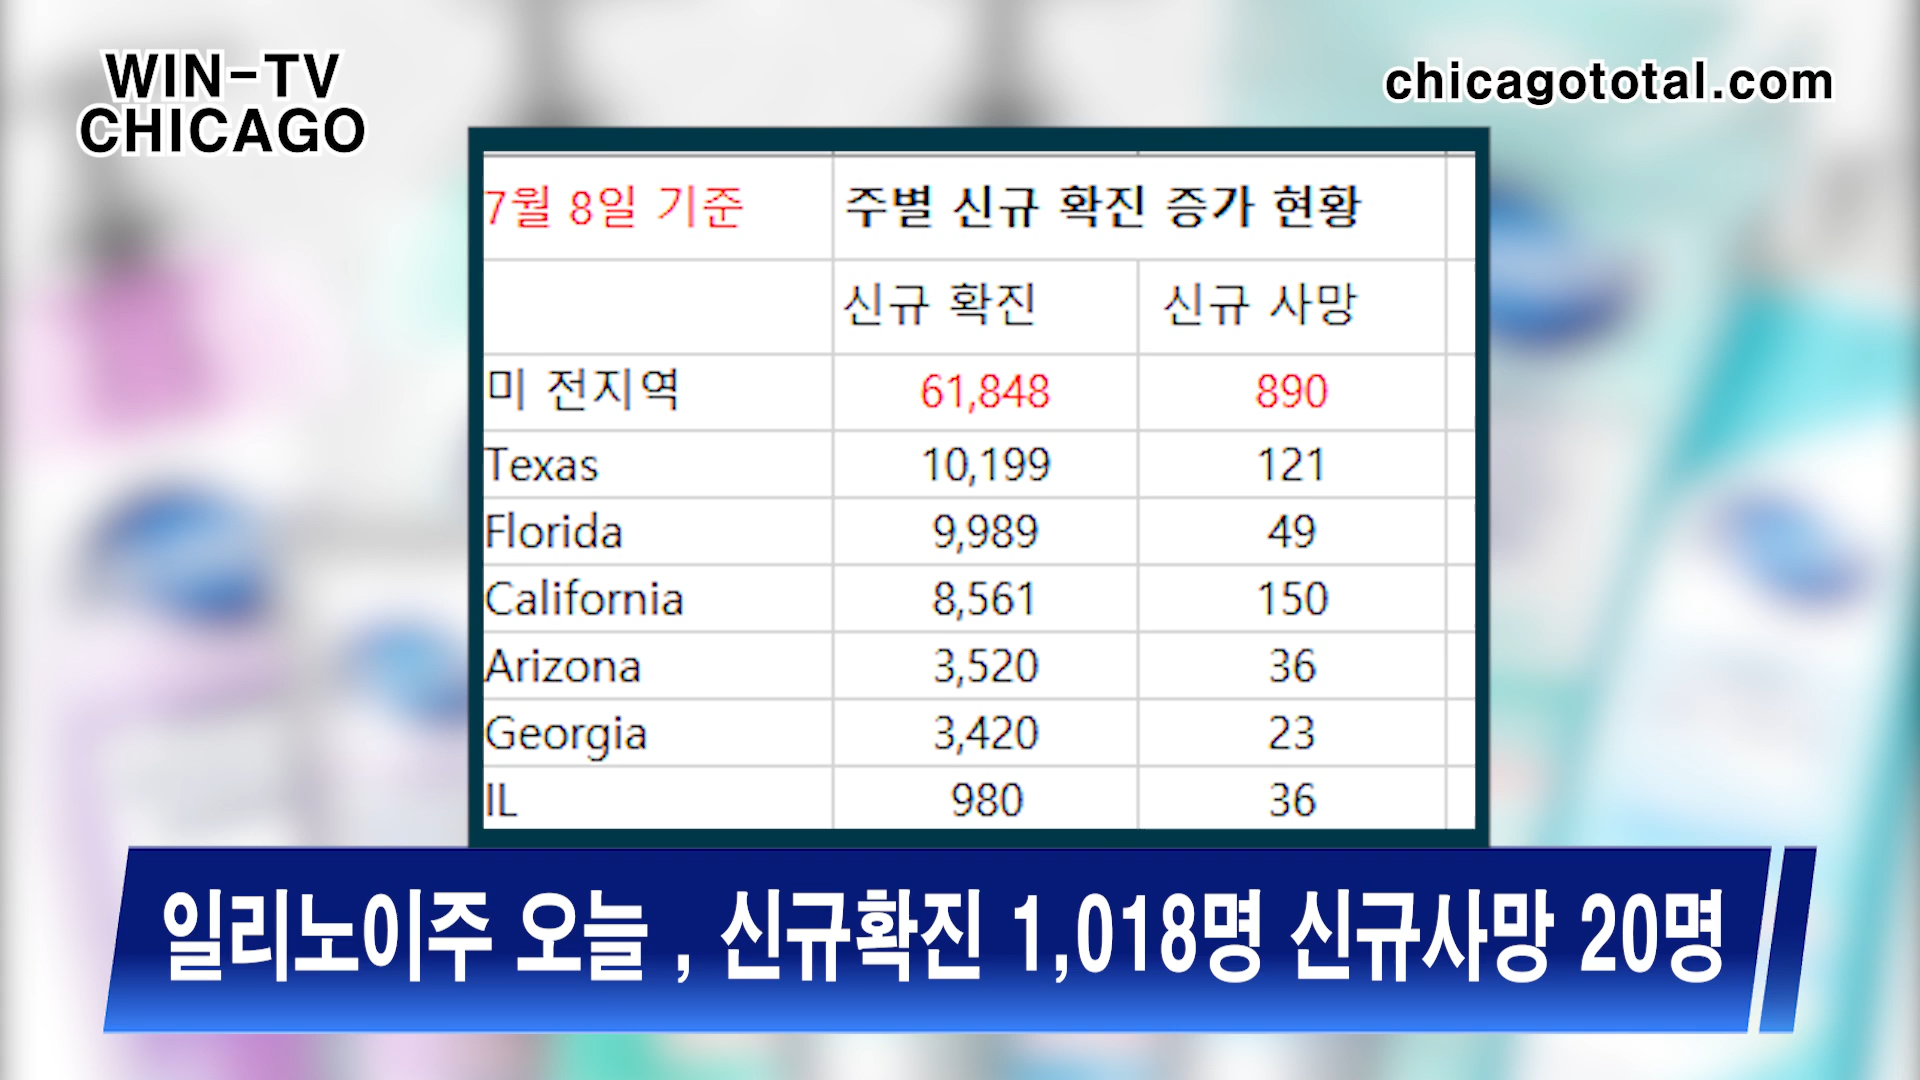 WIN-TV
CHICAGO
chicagototal.com
7월 8일 기준 주별 신규 확진 증가 현황
신규 확진 신규 사망
미 전지역 61,848 890
Texas 10,199 121
Florida 9,989 49
California 8,561 150
Arizona 3,520 36
Georgia 3,420 23
IL 980 36
일리노이주 오늘 , 신규확진 1,018명 신규사망 20명